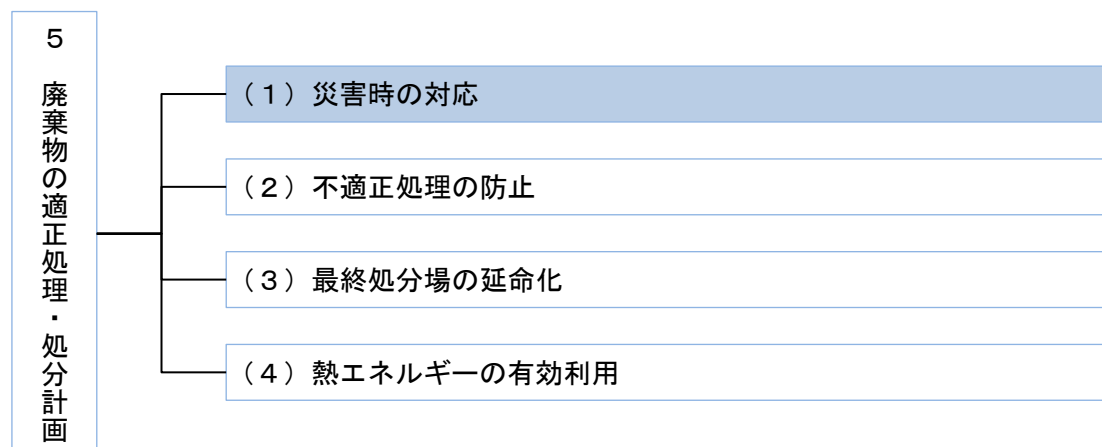 ５　廃棄物の適正処理・処分計画
（１）災害時の対応
（２）不適正処理の防止
（３）最終処分場の延命化
（４）熱エネルギーの有効利用